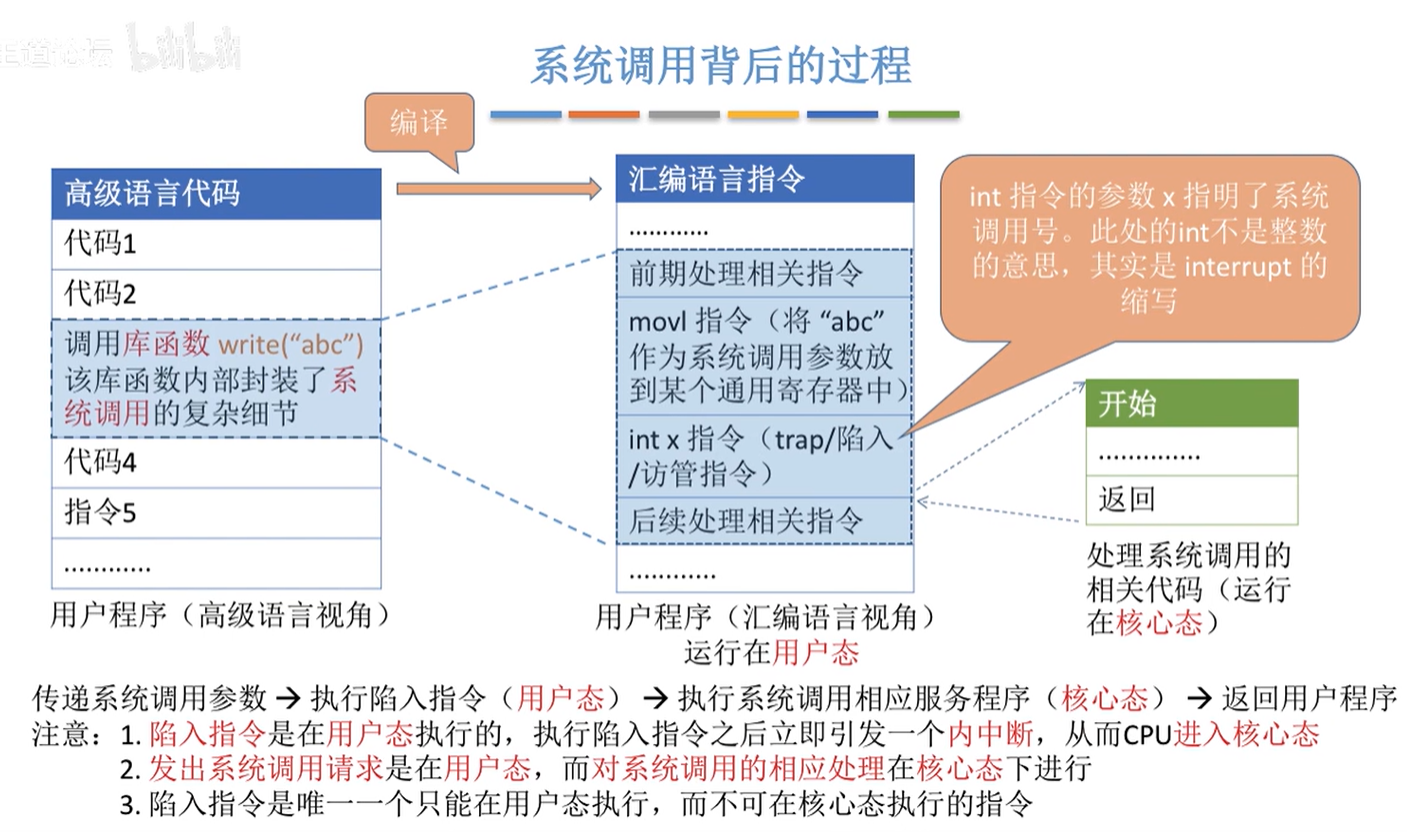 王道论坛 bilibili
系统调用背后的过程
编译
高级语言代码
代码1
代码2
调用库函数 write(“abc”)
该库函数内部封装了系
统调用的复杂细节
代码4
指令5
............
用户程序（高级语言视角）
汇编语言指令
............
前期处理相关指令
movl 指令（将 “abc”
作为系统调用参数放
到某个通用寄存器中）
int x 指令（trap/陷入
/访管指令）
后续处理相关指令
............
用户程序（汇编语言视角）
运行在用户态
int 指令的参数 x 指明了系统
调用号。此处的int不是整数
的意思，其实是 interrupt 的
缩写
开始
..............
返回
处理系统调用的
相关代码（运行
在核心态）
传递系统调用参数 → 执行陷入指令（用户态） → 执行系统调用相应服务程序（核心态） → 返回用户程序
注意：1. 陷入指令是在用户态执行的，执行陷入指令之后立即引发一个内中断，从而CPU进入核心态
2. 发出系统调用请求是在用户态，而对系统调用的相应处理在核心态下进行
3. 陷入指令是唯一一个只能在用户态执行，而不可在核心态执行的指令